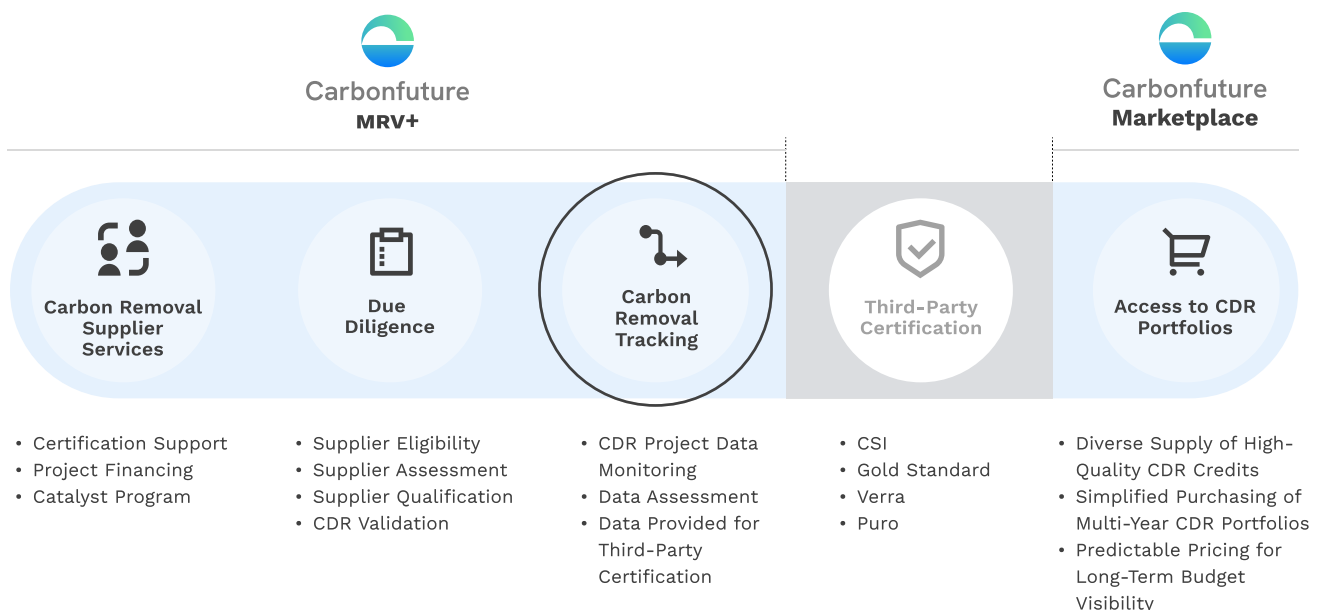 Carbonfuture
MRV+
Carbonfuture
Marketplace
Carbon Removal
Supplier
Services
Due
Diligence
Carbon
Removal
Tracking
Third-Party
Certification
Access to CDR
Portfolios
• Certification Support
• Project Financing
• Catalyst Program
• Supplier Eligibility
• Supplier Assessment
• Supplier Qualification
• CDR Validation
• CDR Project Data
Monitoring
• Data Assessment
• Data Provided for
Third-Party
Certification
• CSI
• Gold Standard
• Verra
• Puro
• Diverse Supply of High-
Quality CDR Credits
• Simplified Purchasing of
Multi-Year CDR Portfolios
• Predictable Pricing for
Long-Term Budget
Visibility